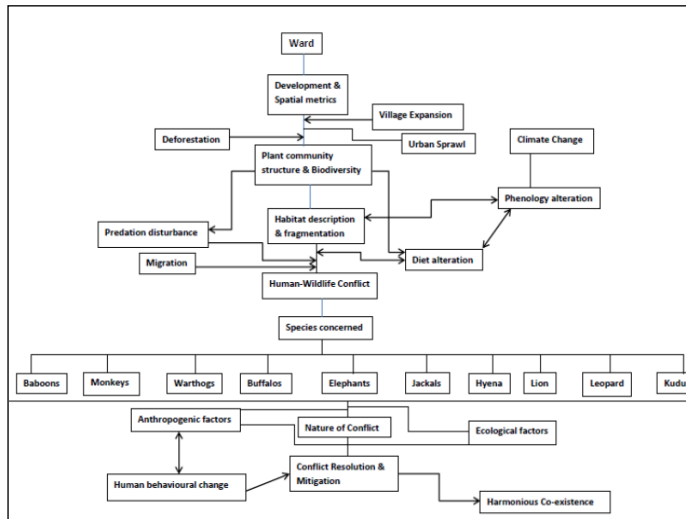 Ward
Development &
Spatial metrics
Village Expansion
Deforestation
Urban Sprawl
Climate Change
Plant community
structure & Biodiversity
Phenology alteration
Habitat description
& fragmentation
Predation disturbance
Migration
Diet alteration
Human-Wildlife Conflict
Species concerned
Baboons
Monkeys
Warthogs
Buffalos
Elephants
Jackals
Hyena
Lion
Leopard
Kudu
Anthropogenic factors
Nature of Conflict
Ecological factors
Human behavioural change
Conflict Resolution &
Mitigation
Harmonious Co-existence